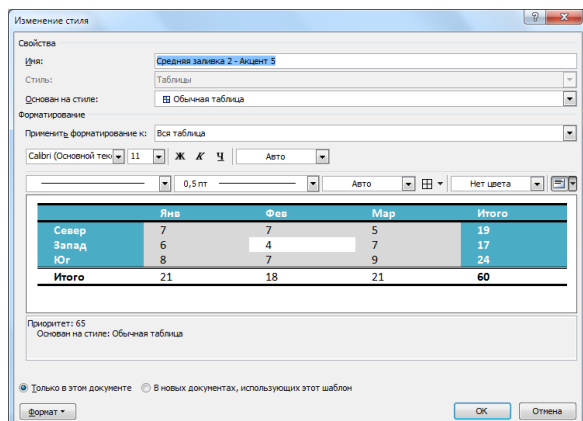 Изменение стиля
Свойства
Имя: Средняя заливка 2 - Акцент 5
Стиль: Таблицы
Основан на стиле: Обычная таблица
Форматирование
Применить форматирование к: Вся таблица
Calibri (Основной тек 11 Ж К Ч Авто
0,5 пт Авто Нет цвета
Янв Фев Мар Итого
Север 7 7 5 19
Запад 6 4 7 17
Юг 8 7 9 24
Итого 21 18 21 60
Приоритет: 65
Основан на стиле: Обычная таблица
Только в этом документе В новых документах, использующих этот шаблон
Формат ОК Отмена